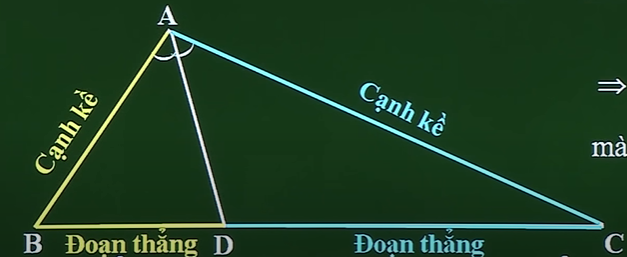 A
Cạnh kề
Cạnh kề
⇒
mà
B Đoạn thẳng D Đoạn thẳng C